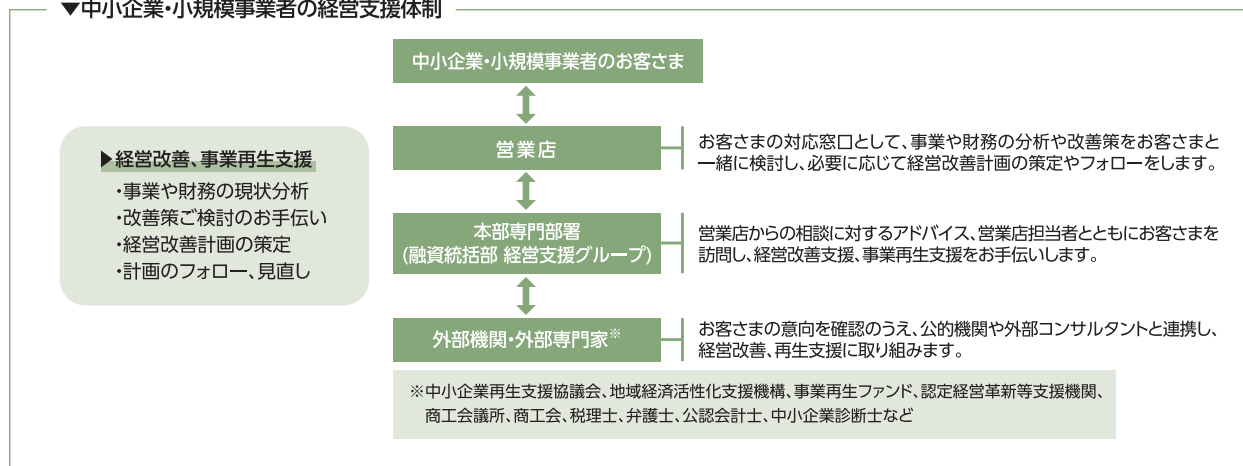 ▼中小企業・小規模事業者の経営支援体制
中小企業・小規模事業者のお客さま
▶経営改善、事業再生支援
・事業や財務の現状分析
・改善策ご検討のお手伝い
・経営改善計画の策定
・計画のフォロー、見直し
営業店
お客さまの対応窓口として、事業や財務の分析や改善策をお客さまと
一緒に検討し、必要に応じて経営改善計画の策定やフォローをします。
本部専門部署
(融資統括部 経営支援グループ)
営業店からの相談に対するアドバイス、営業店担当者とともにお客さまを
訪問し、経営改善支援、事業再生支援をお手伝いします。
外部機関・外部専門家※
お客さまの意向を確認のうえ、公的機関や外部コンサルタントと連携し、
経営改善、再生支援に取り組みます。
※中小企業再生支援協議会、地域経済活性化支援機構、事業再生ファンド、認定経営革新等支援機関、
商工会議所、商工会、税理士、弁護士、公認会計士、中小企業診断士など